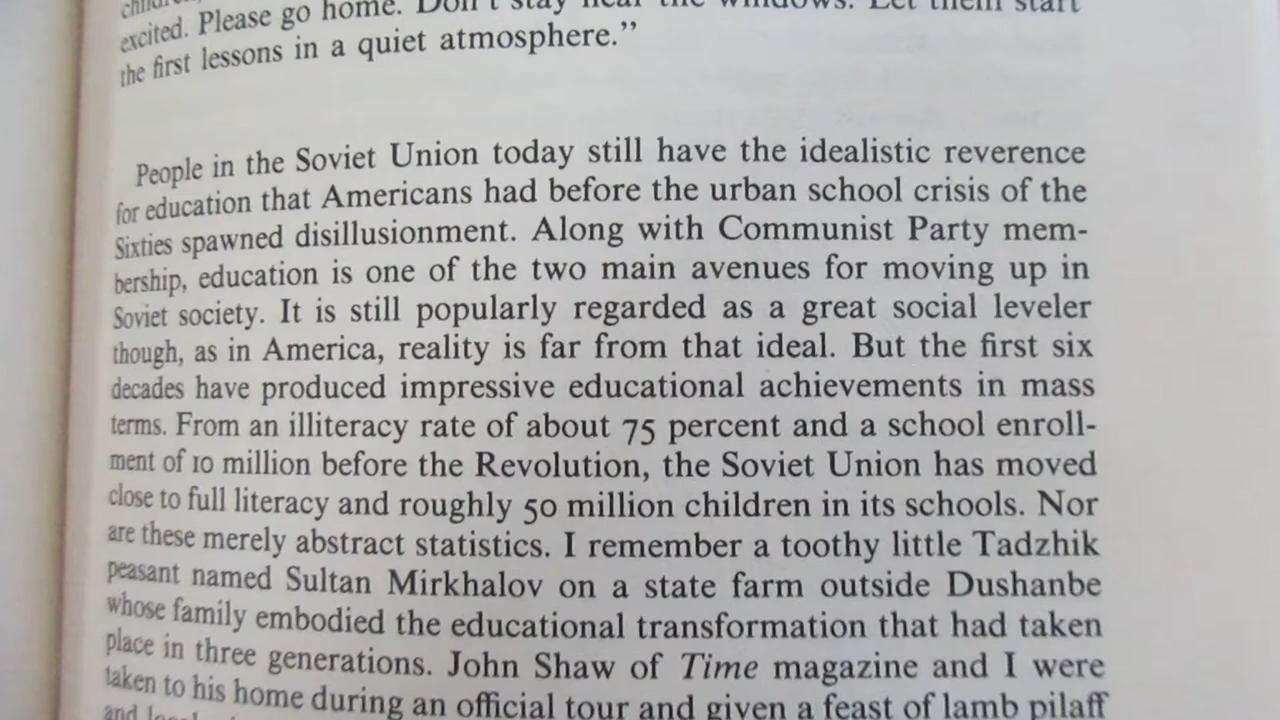 children,
excited. Please go home. Don't stay near the windows. Let them start
the first lessons in a quiet atmosphere.”
People in the Soviet Union today still have the idealistic reverence
for education that Americans had before the urban school crisis of the
Sixties spawned disillusionment. Along with Communist Party mem-
bership, education is one of the two main avenues for moving up in
Soviet society. It is still popularly regarded as a great social leveler
though, as in America, reality is far from that ideal. But the first six
decades have produced impressive educational achievements in mass
terms. From an illiteracy rate of about 75 percent and a school enroll-
ment of 10 million before the Revolution, the Soviet Union has moved
close to full literacy and roughly 50 million children in its schools. Nor
are these merely abstract statistics. I remember a toothy little Tadzhik
peasant named Sultan Mirkhalov on a state farm outside Dushanbe
whose family embodied the educational transformation that had taken
place in three generations. John Shaw of Time magazine and I were
taken to his home during an official tour and given a feast of lamb pilaff
and